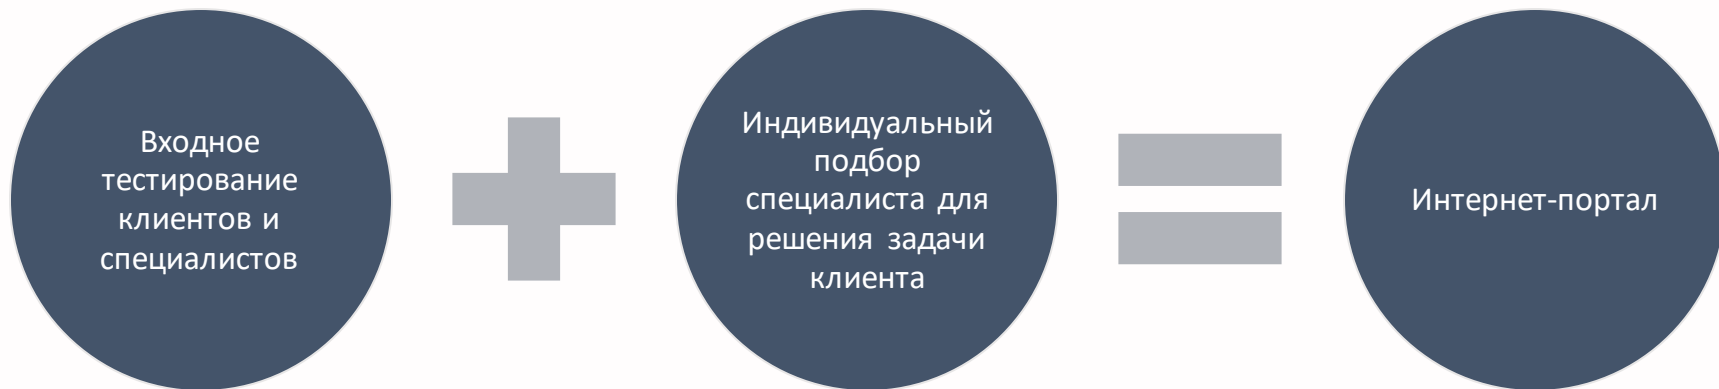 Входное
тестирование
клиентов и
специалистов
Индивидуальный
подбор
специалиста для
решения задачи
клиента
Интернет-портал